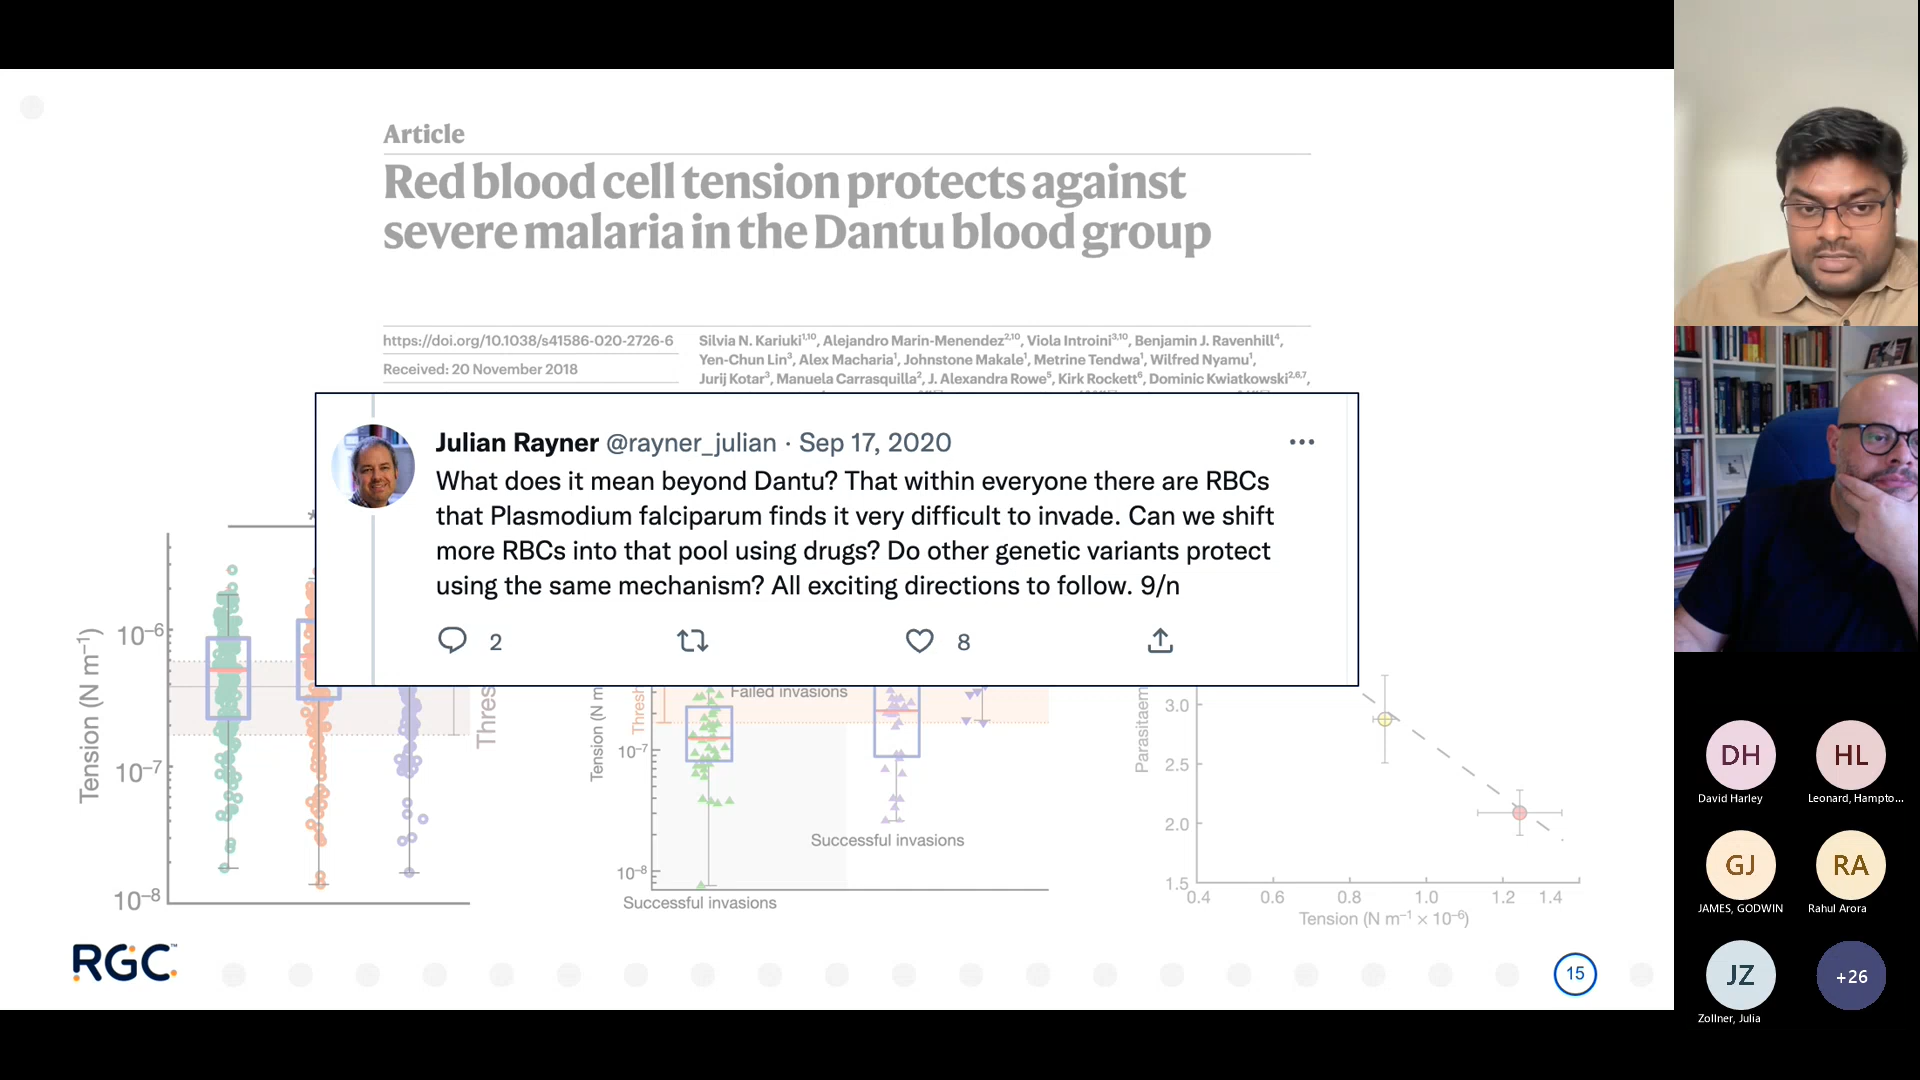 Article
Red blood cell tension protects against
severe malaria in the Dantu blood group
https://doi.org/10.1038/s41586-020-2726-6
Received: 20 November 2018
Silvia N. Kariuki1,10, Alejandro Marin-Menendez2,10, Viola Introini3,10, Benjamin J. Ravenhill4,
Yen-Chun Lin3, Alex Macharia1, Johnstone Makale1, Metrine Tendwa1, Wilfred Nyamu1,
Jurij Kotar3, Manuela Carrasquilla2, J. Alexandra Rowe5, Kirk Rockett6, Dominic Kwiatkowski2,6,7,
Julian Rayner @rayner_julian · Sep 17, 2020
What does it mean beyond Dantu? That within everyone there are RBCs
that Plasmodium falciparum finds it very difficult to invade. Can we shift
more RBCs into that pool using drugs? Do other genetic variants protect
using the same mechanism? All exciting directions to follow. 9/n
2
8
*
Tension (N m−1)
10−6
10−7
10−8
Thres
Tension (N m
Thresh
Failed invasions
10−7
10−8
Successful invasions
Successful invasions
Parasitaem
3.0
2.5
2.0
1.5
0.4 0.6 0.8 1.0 1.2 1.4
Tension (N m−1 × 10−6)
RGC™
15
DH
David Harley
HL
Leonard, Hampto...
GJ
JAMES, GODWIN
RA
Rahul Arora
JZ
Zollner, Julia
+26